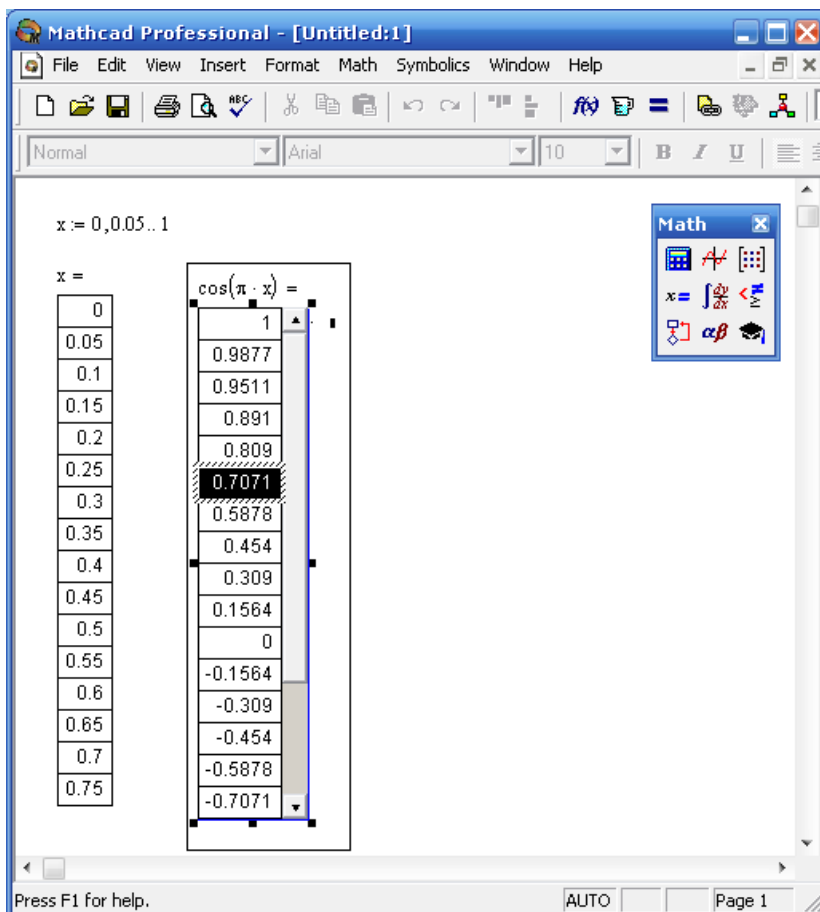 Mathcad Professional - [Untitled:1]
File Edit View Insert Format Math Symbolics Window Help
ABC f(x)
Normal Arial 10 B I U
x := 0,0.05.. 1
Math
x = ∫ dy/dx < ≠ ≥
αβ
x =
0
0.05
0.1
0.15
0.2
0.25
0.3
0.35
0.4
0.45
0.5
0.55
0.6
0.65
0.7
0.75
cos(π · x) =
1
0.9877
0.9511
0.891
0.809
0.7071
0.5878
0.454
0.309
0.1564
0
-0.1564
-0.309
-0.454
-0.5878
-0.7071
Press F1 for help. AUTO Page 1